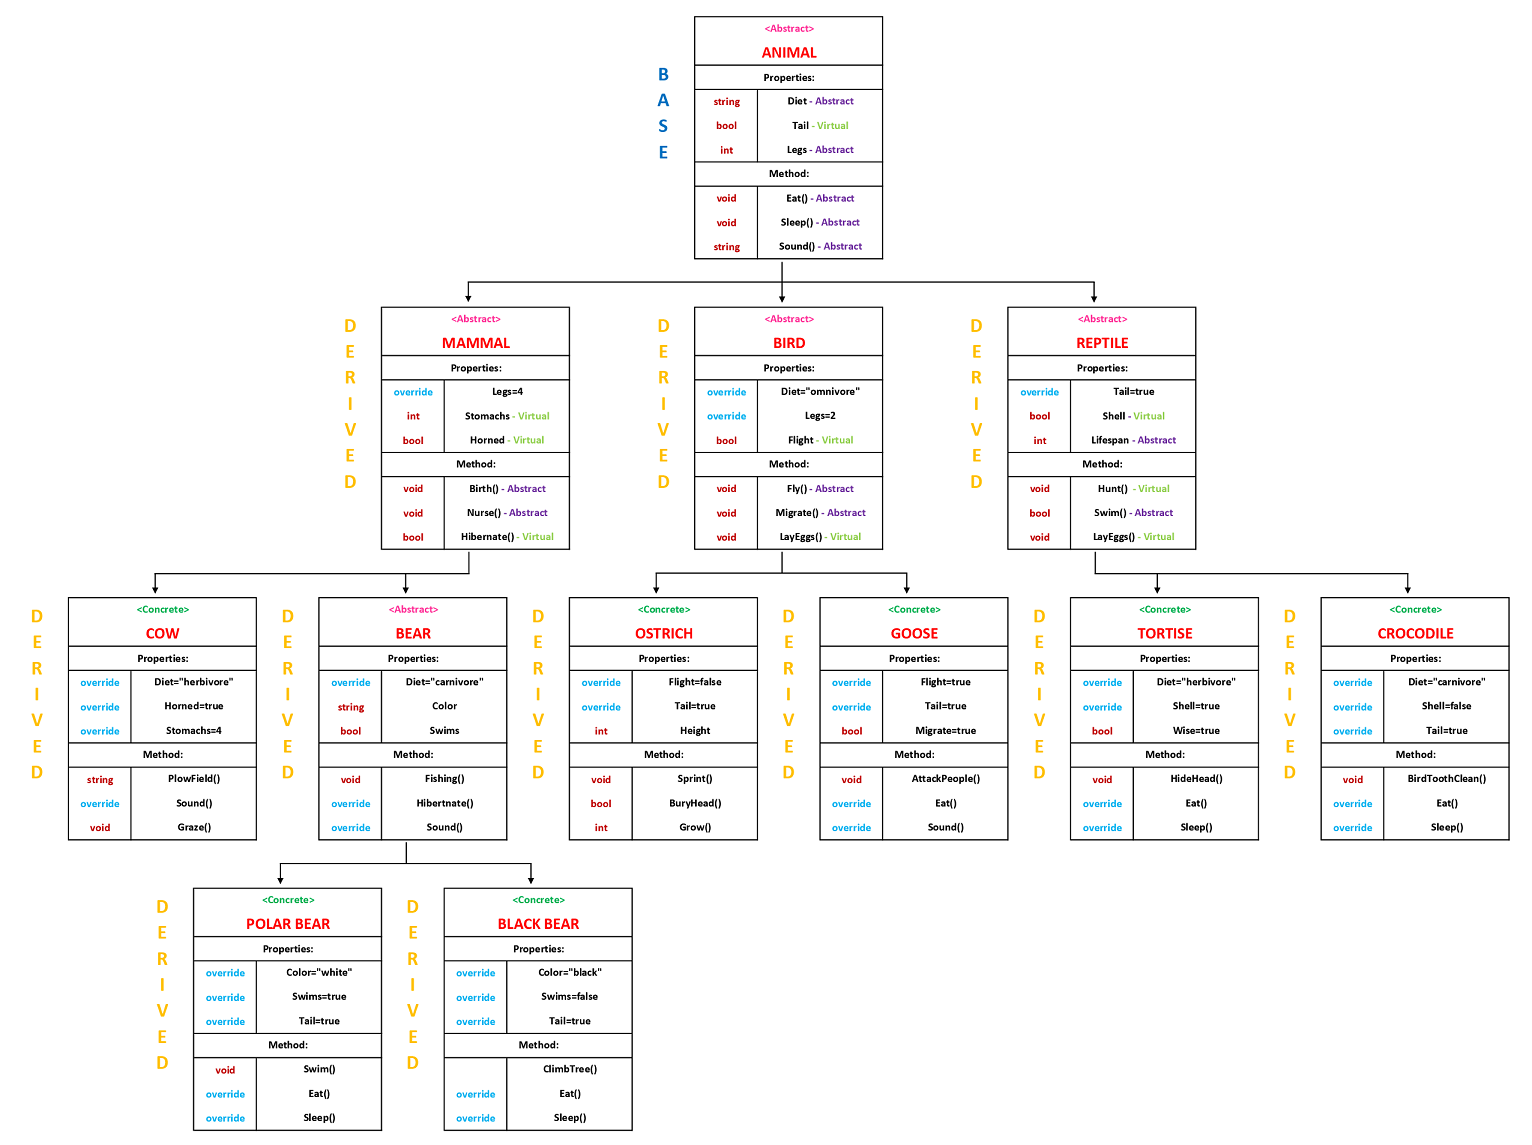 <Abstract>
ANIMAL
Properties:
string Diet - Abstract
bool Tail - Virtual
int Legs - Abstract
Method:
void Eat() - Abstract
void Sleep() - Abstract
string Sound() - Abstract
BASE
<Abstract>
MAMMAL
Properties:
override Legs=4
int Stomachs - Virtual
bool Horned - Virtual
Method:
void Birth() - Abstract
void Nurse() - Abstract
bool Hibernate() - Virtual
DERIVED
<Abstract>
BIRD
Properties:
override Diet="omnivore"
override Legs=2
bool Flight - Virtual
Method:
void Fly() - Abstract
void Migrate() - Abstract
void LayEggs() - Virtual
DERIVED
<Abstract>
REPTILE
Properties:
override Tail=true
bool Shell - Virtual
int Lifespan - Abstract
Method:
void Hunt() - Virtual
bool Swim() - Abstract
void LayEggs() - Virtual
DERIVED
<Concrete>
COW
Properties:
override Diet="herbivore"
override Horned=true
override Stomachs=4
Method:
string PlowField()
override Sound()
void Graze()
DERIVED
<Abstract>
BEAR
Properties:
override Diet="carnivore"
string Color
bool Swims
Method:
void Fishing()
override Hibertnate()
override Sound()
DERIVED
<Concrete>
OSTRICH
Properties:
override Flight=false
override Tail=true
int Height
Method:
void Sprint()
bool BuryHead()
int Grow()
DERIVED
<Concrete>
GOOSE
Properties:
override Flight=true
override Tail=true
bool Migrate=true
Method:
void AttackPeople()
override Eat()
override Sound()
DERIVED
<Concrete>
TORTISE
Properties:
override Diet="herbivore"
override Shell=true
bool Wise=true
Method:
void HideHead()
override Eat()
override Sleep()
DERIVED
<Concrete>
CROCODILE
Properties:
override Diet="carnivore"
override Shell=false
override Tail=true
Method:
void BirdToothClean()
override Eat()
override Sleep()
DERIVED
<Concrete>
POLAR BEAR
Properties:
override Color="white"
override Swims=true
override Tail=true
Method:
void Swim()
override Eat()
override Sleep()
DERIVED
<Concrete>
BLACK BEAR
Properties:
override Color="black"
override Swims=false
override Tail=true
Method:
ClimbTree()
override Eat()
override Sleep()
DERIVED